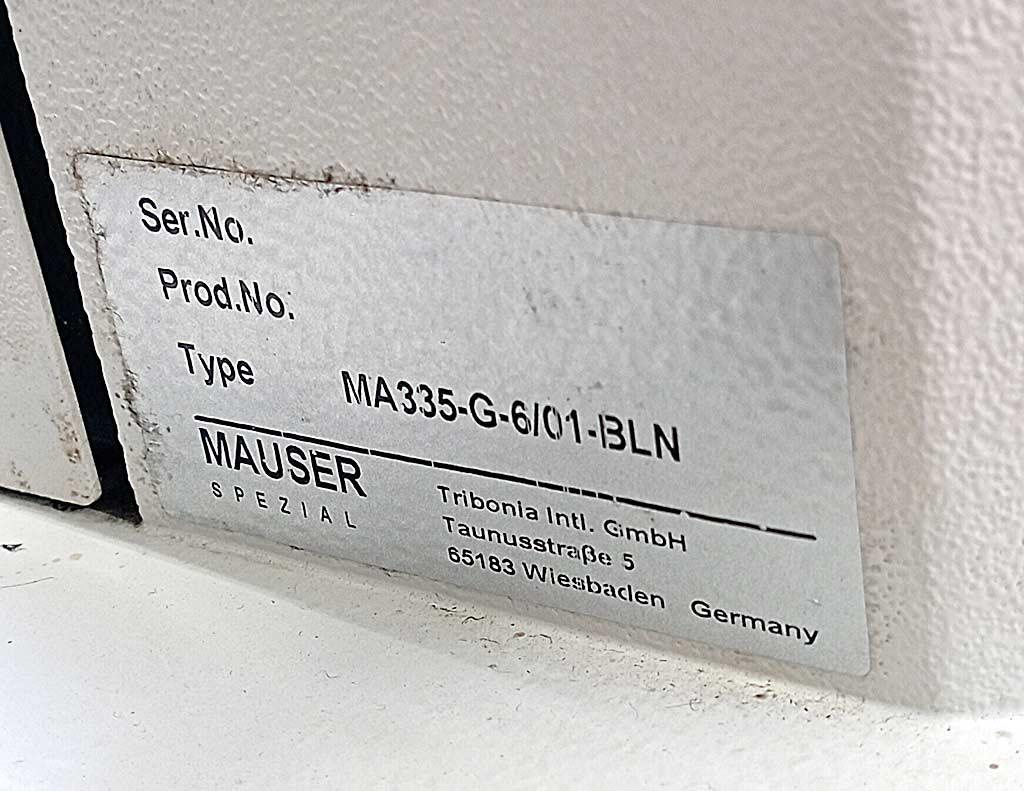 Ser.No.
Prod.No.
Type MA335-G-6/01-BLN
MAUSER
SPEZIAL
Tribonia Intl. GmbH
Taunusstraße 5
65183 Wiesbaden Germany